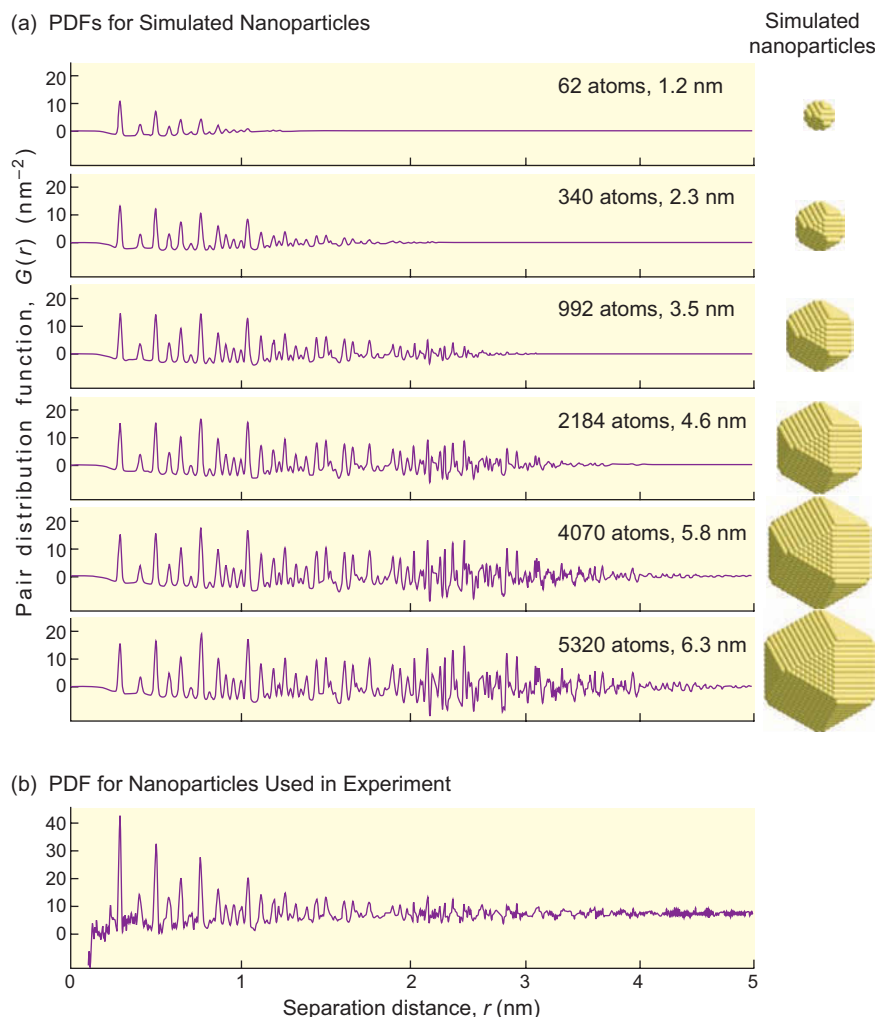 (a) PDFs for Simulated Nanoparticles
Simulated
nanoparticles
Pair distribution function, G(r) (nm⁻²)
20
10
0
62 atoms, 1.2 nm
20
10
0
340 atoms, 2.3 nm
20
10
0
992 atoms, 3.5 nm
20
10
0
2184 atoms, 4.6 nm
20
10
0
4070 atoms, 5.8 nm
20
10
0
5320 atoms, 6.3 nm
(b) PDF for Nanoparticles Used in Experiment
40
30
20
10
0
0 1 2 3 4 5
Separation distance, r (nm)